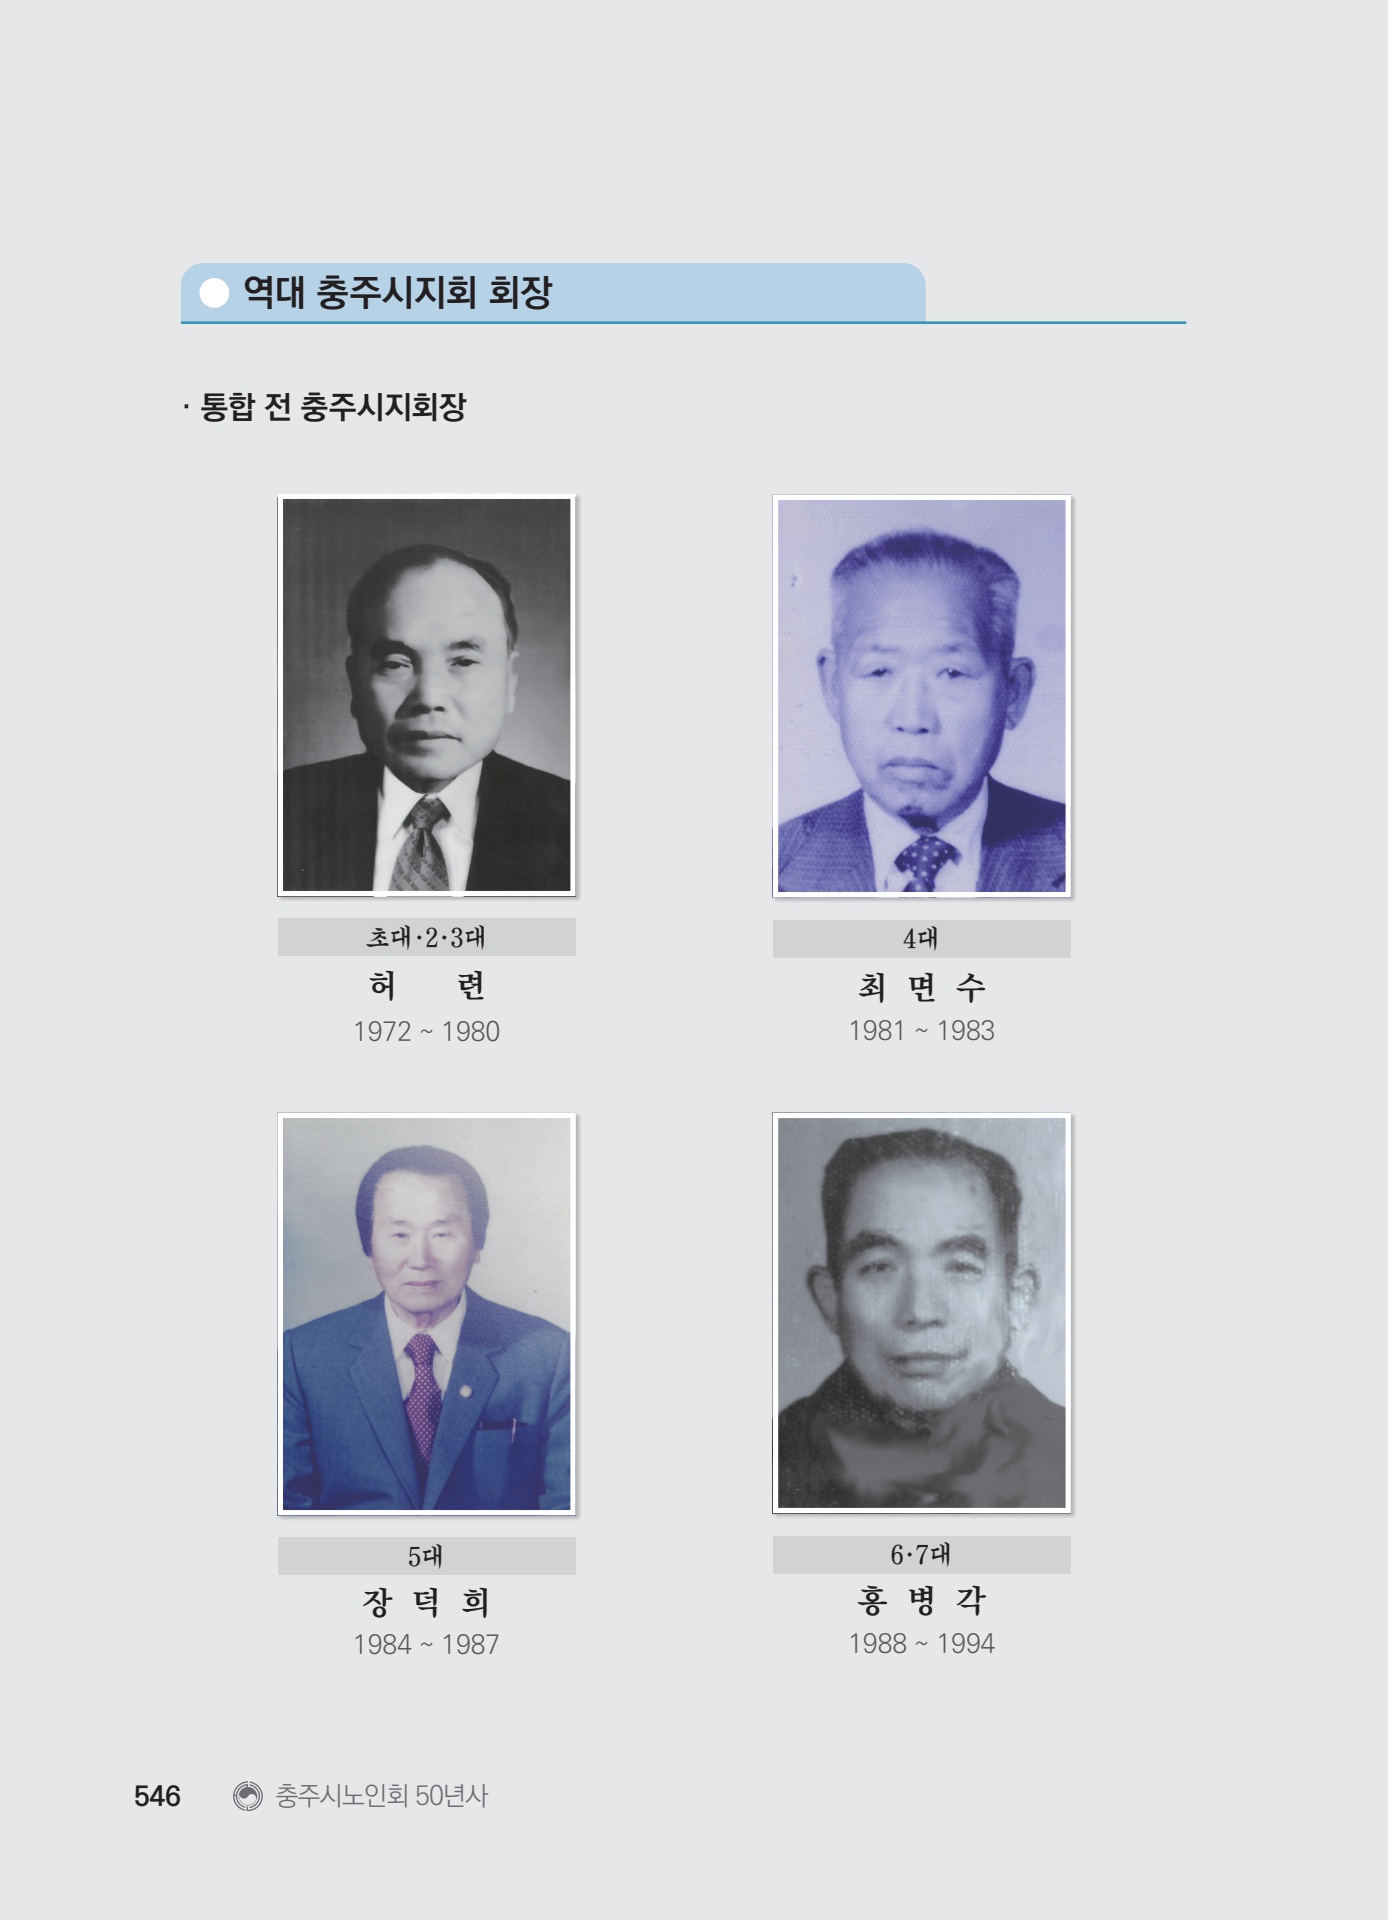 역대 충주시지회 회장
· 통합 전 충주시지회장
초대·2·3대
허 련
1972 ~ 1980
4대
최 면 수
1981 ~ 1983
5대
장 덕 희
1984 ~ 1987
6·7대
홍 병 각
1988 ~ 1994
546 충주시노인회 50년사